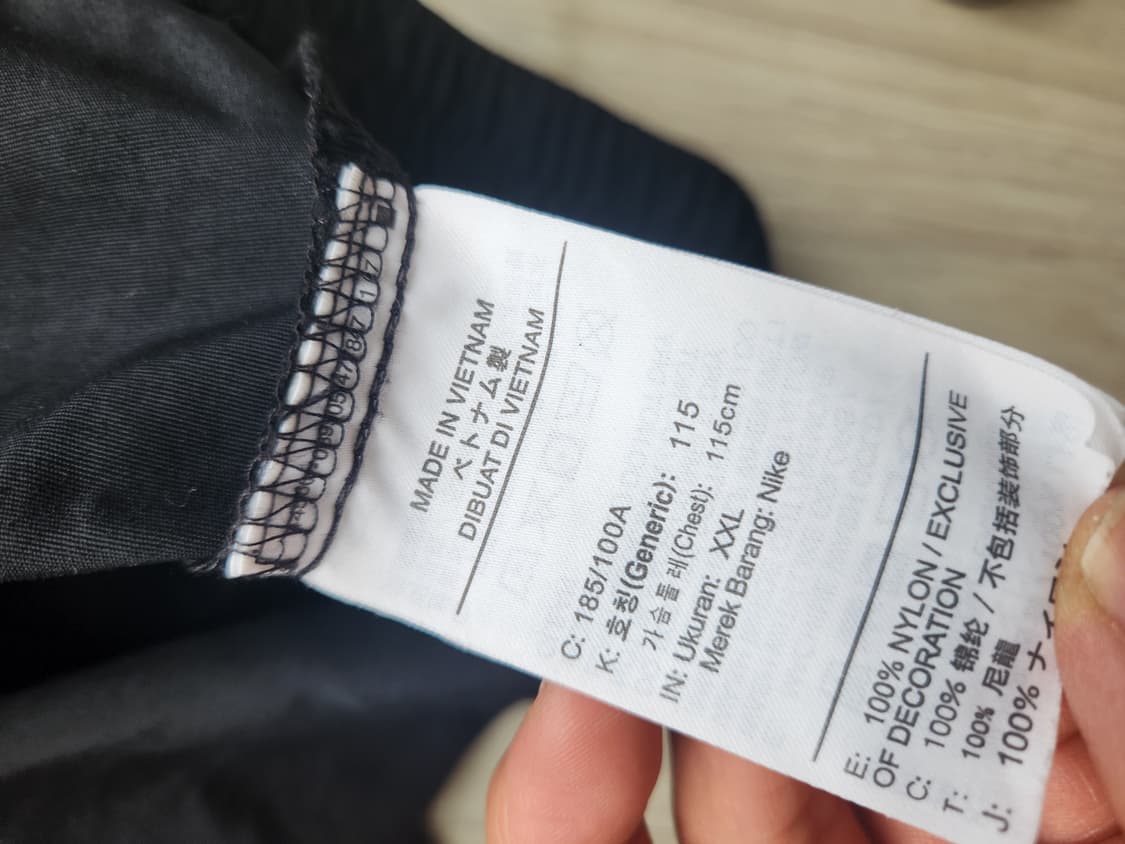 MADE IN VIETNAM
ベトナム製
DIBUAT DI VIETNAM
C: 185/100A
K: 호칭(Generic): 115
가슴둘레(Chest): 115cm
IN: Ukuran: XXL
Merek Barang: Nike
E: 100% NYLON / EXCLUSIVE
OF DECORATION
C: 100% 锦纶 / 不包括装饰部分
T: 100% 尼龍
J: 100% ナイロン